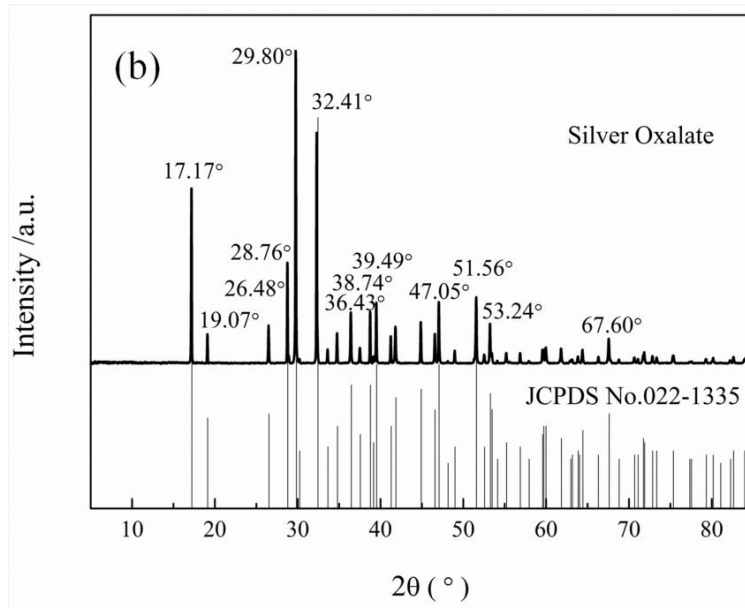 (b)
29.80°
32.41°
Silver Oxalate
17.17°
28.76°
39.49°
51.56°
26.48°
38.74°
47.05°
36.43°
53.24°
19.07°
67.60°
JCPDS No.022-1335
Intensity /a.u.
10 20 30 40 50 60 70 80
2θ ( ° )